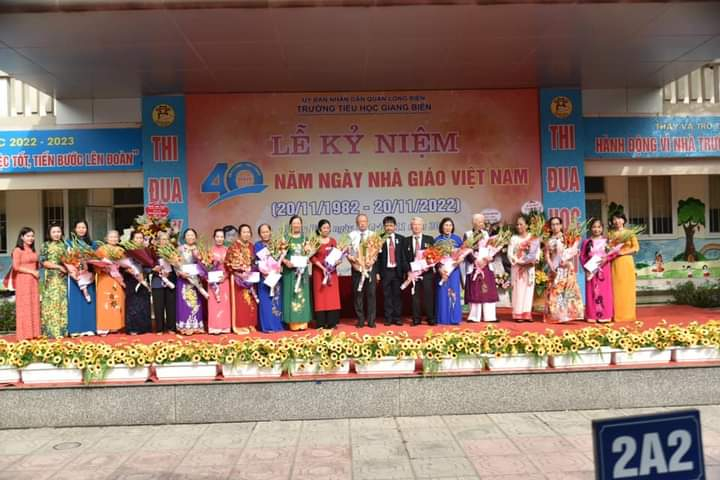 ỦY BAN NHÂN DÂN QUẬN LONG BIÊN
TRƯỜNG TIỂU HỌC GIANG BIÊN
LỄ KỶ NIỆM
40 NĂM NGÀY NHÀ GIÁO VIỆT NAM
(20/11/1982 - 20/11/2022)
C 2022 - 2023
ỆC TỐT, TIẾN BƯỚC LÊN ĐOÀN"
THI
ĐUA
THI
ĐUA
HỌC
THẦY VÀ TRÒ
HÀNH ĐỘNG VÌ NHÀ TRƯ
2A2